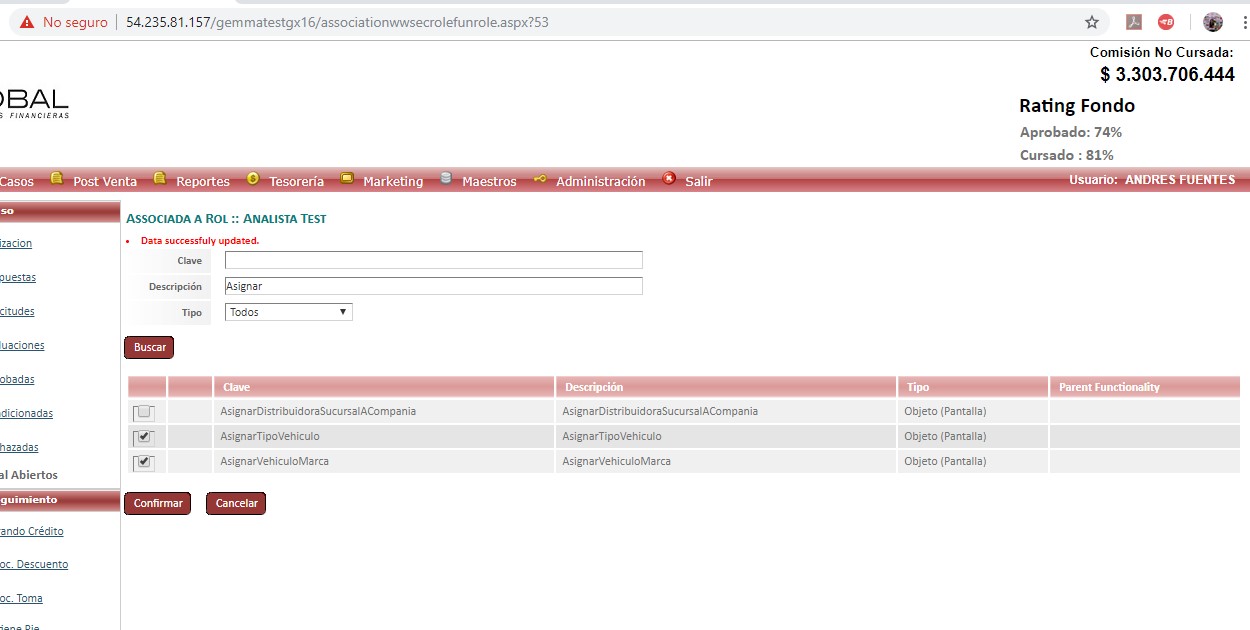 No seguro 54.235.81.157/gemmatestgx16/associationwwsecrolefunrole.aspx?53
Comisión No Cursada:
$ 3.303.706.444
OBAL
S FINANCIERAS
Rating Fondo
Aprobado: 74%
Cursado : 81%
Casos Post Venta Reportes Tesorería Marketing Maestros Administración Salir Usuario: ANDRES FUENTES
so
izacion
puestas
citudes
luaciones
obadas
dicionadas
hazadas
al Abiertos
guimiento
rando Crédito
oc. Descuento
oc. Toma
iene Pie
ASSOCIADA A ROL :: ANALISTA TEST
Data successfuly updated.
Clave
Descripción Asignar
Tipo Todos
Buscar
Clave Descripción Tipo Parent Functionality
AsignarDistribuidoraSucursalACompania AsignarDistribuidoraSucursalACompania Objeto (Pantalla)
AsignarTipoVehiculo AsignarTipoVehiculo Objeto (Pantalla)
AsignarVehiculoMarca AsignarVehiculoMarca Objeto (Pantalla)
Confirmar Cancelar